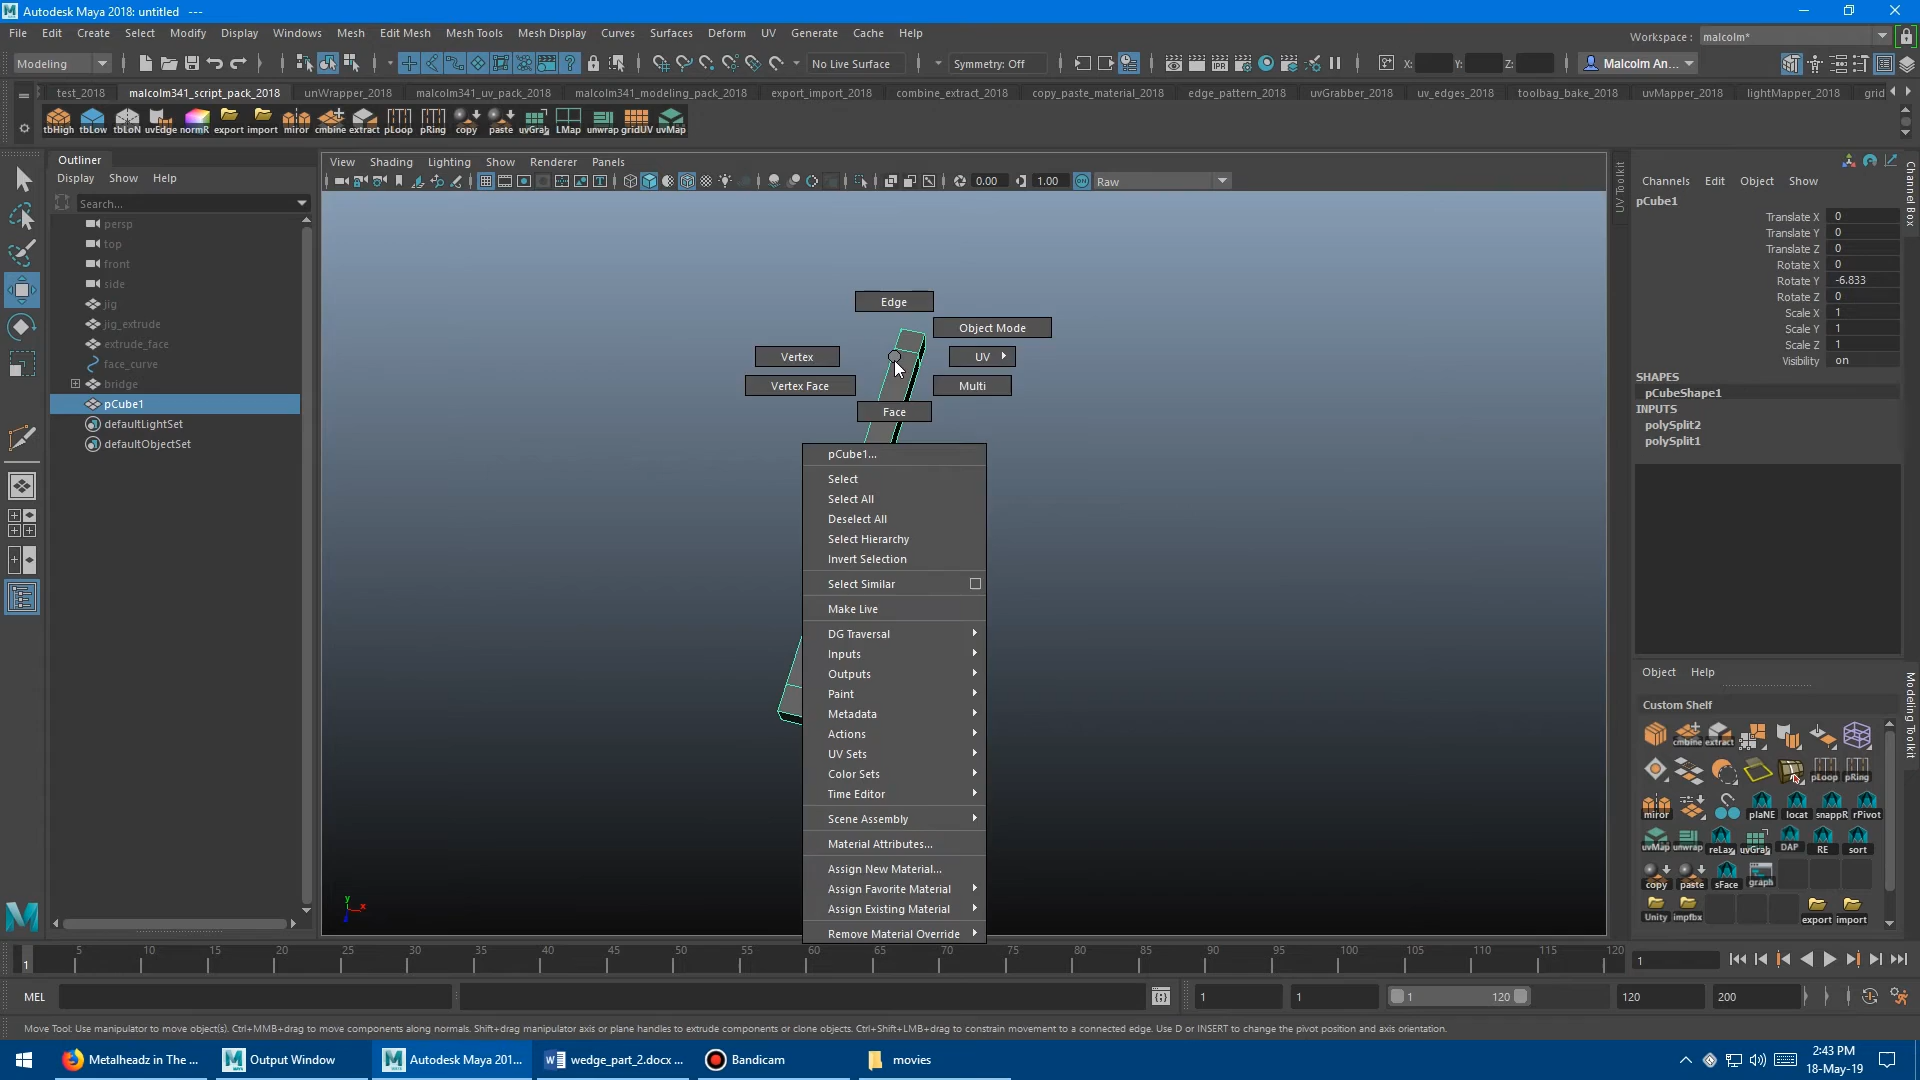 Autodesk Maya 2018: untitled   ---
File Edit Create Select Modify Display Windows Mesh Edit Mesh Mesh Tools Mesh Display Curves Surfaces Deform UV Generate Cache Help
Workspace : malcolm*
Modeling No Live Surface Symmetry: Off X: Y: Z: Malcolm An...
test_2018 malcolm341_script_pack_2018 unWrapper_2018 malcolm341_uv_pack_2018 malcolm341_modeling_pack_2018 export_import_2018 combine_extract_2018 copy_paste_material_2018 edge_pattern_2018 uvGrabber_2018 uv_edges_2018 toolbag_bake_2018 uvMapper_2018 lightMapper_2018 grid
tbHigh tbLow tbLoN uvEdge normR export import miror cmbine extract pLoop pRing copy paste uvGrab LMap unwrap gridUV uvMap
Outliner
Display Show Help
Search...
persp
top
front
side
jig
jig_extrude
extrude_face
face_curve
bridge
pCube1
defaultLightSet
defaultObjectSet
View Shading Lighting Show Renderer Panels
0.00 1.00 Raw
Edge
Object Mode
Vertex
UV
Vertex Face
Multi
Face
pCube1...
Select
Select All
Deselect All
Select Hierarchy
Invert Selection
Select Similar
Make Live
DG Traversal
Inputs
Outputs
Paint
Metadata
Actions
UV Sets
Color Sets
Time Editor
Scene Assembly
Material Attributes...
Assign New Material...
Assign Favorite Material
Assign Existing Material
Remove Material Override
y
x
UV Toolkit
Channels Edit Object Show
pCube1
Translate X 0
Translate Y 0
Translate Z 0
Rotate X 0
Rotate Y -6.833
Rotate Z 0
Scale X 1
Scale Y 1
Scale Z 1
Visibility on
SHAPES
pCubeShape1
INPUTS
polySplit2
polySplit1
Channel Box
Object Help
Custom Shelf
Modeling Toolkit
cmbine extract
pLoop pRing
miror plaNE locat snappR rPivot
uvMap unwrap reLax uvGrab DAP RE sort
copy paste sFace graph
Unity impfbx export import
5 10 15 20 25 30 35 40 45 50 55 60 65 70 75 80 85 90 95 100 105 110 115 120
1 1
MEL 1 1 1 120 120 200
Move Tool: Use manipulator to move object(s). Ctrl+MMB+drag to move components along normals. Shift+drag manipulator axis or plane handles to extrude components or clone objects. Ctrl+Shift+LMB+drag to constrain movement to a connected edge. Use D or INSERT to change the pivot position and axis orientation.
Metalheadz in The ... Output Window Autodesk Maya 201... wedge_part_2.docx ... Bandicam movies
2:43 PM
18-May-19